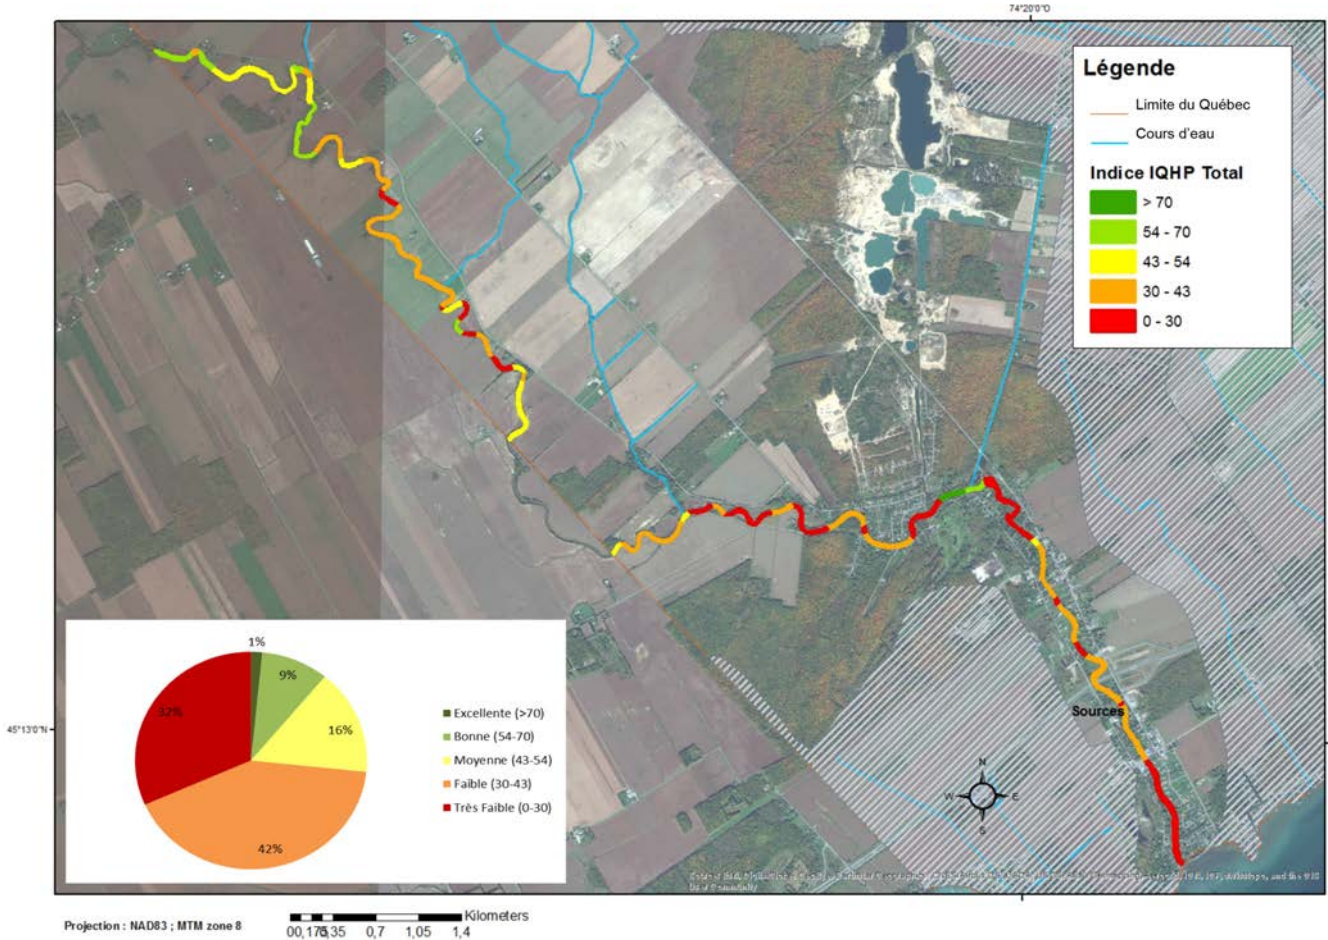 74°20'0"O
Légende
Limite du Québec
Cours d'eau
Indice IQHP Total
> 70
54 - 70
43 - 54
30 - 43
0 - 30
1%
9%
32%
16%
42%
Excellente (>70)
Bonne (54-70)
Moyenne (43-54)
Faible (30-43)
Très Faible (0-30)
45°13'0"N
Sources
N
W
E
S
Projection : NAD83 ; MTM zone 8
Kilometers
0,7 1,05 1,4